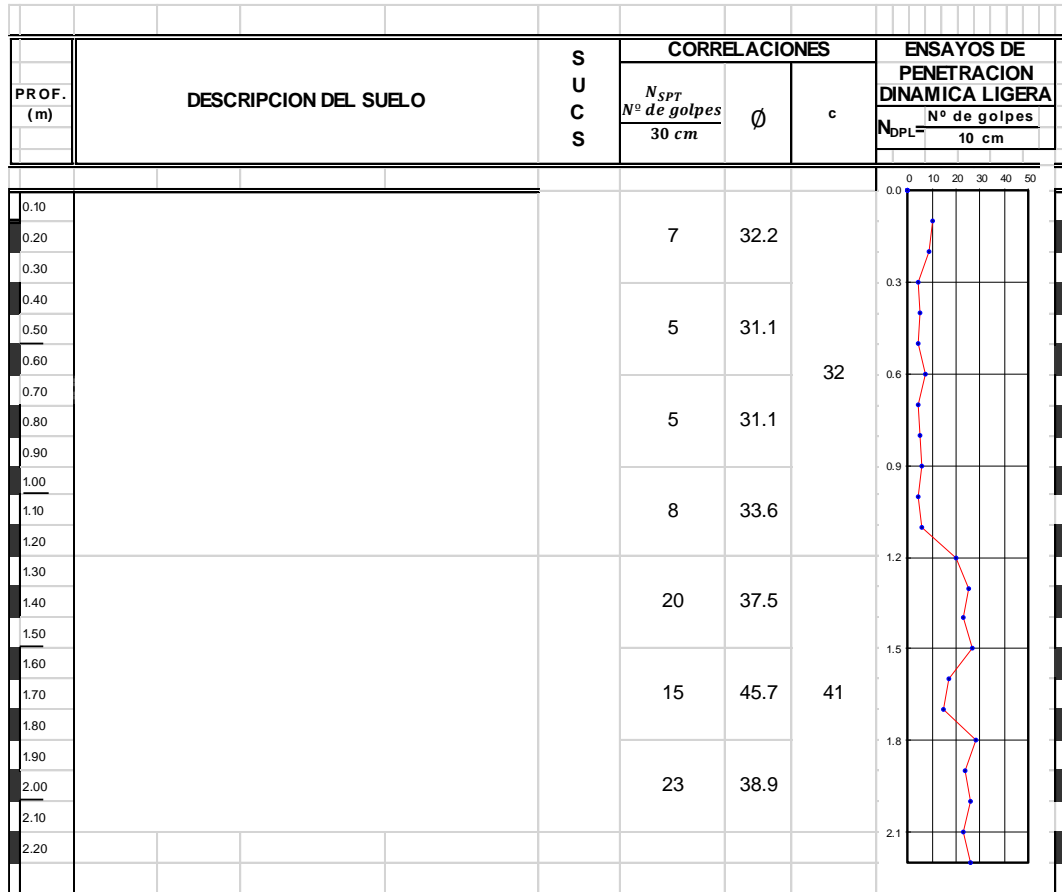 PROF.
(m)
DESCRIPCION DEL SUELO
S
U
C
S
CORRELACIONES
N_SPT
Nº de golpes
30 cm
Ø
c
ENSAYOS DE
PENETRACION
DINAMICA LIGERA
N_DPL= Nº de golpes
10 cm
0 10 20 30 40 50
0.0
0.3
0.6
0.9
1.2
1.5
1.8
2.1
0.10
0.20
0.30
0.40
0.50
0.60
0.70
0.80
0.90
1.00
1.10
1.20
1.30
1.40
1.50
1.60
1.70
1.80
1.90
2.00
2.10
2.20
7 32.2
5 31.1
32
5 31.1
8 33.6
20 37.5
15 45.7 41
23 38.9